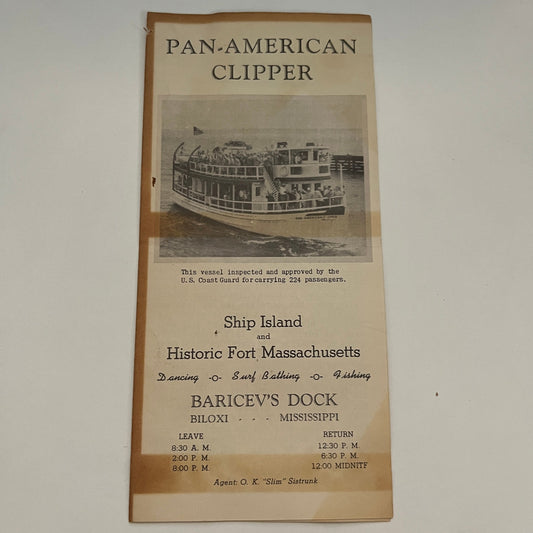 PAN-AMERICAN
CLIPPER
This vessel inspected and approved by the
U.S. Coast Guard for carrying 224 passengers.
Ship Island
and
Historic Fort Massachusetts
Dancing -o- Surf Bathing -o- Fishing
BARICEV'S DOCK
BILOXI - - - MISSISSIPPI
LEAVE RETURN
8:30 A. M. 12:30 P. M.
2:00 P. M. 6:30 P. M.
8:00 P. M. 12:00 MIDNITE
Agent: O. K. "Slim" Sistrunk